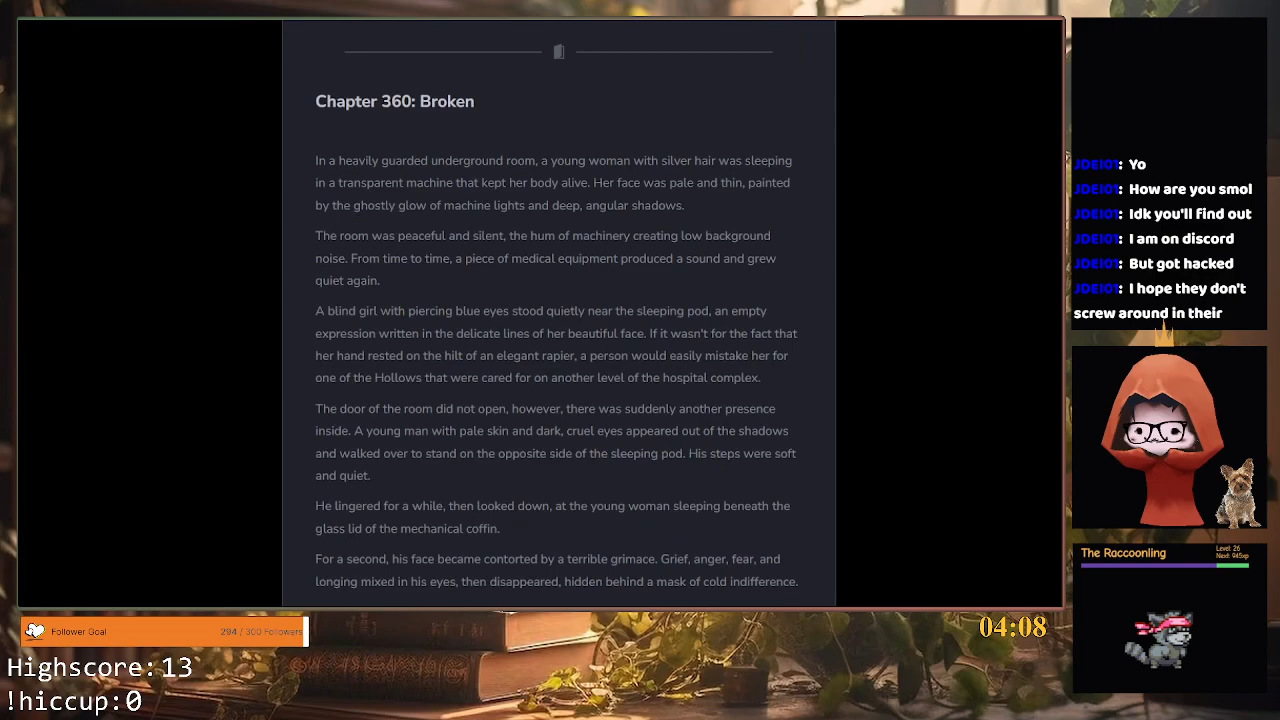 Chapter 360: Broken
In a heavily guarded underground room, a young woman with silver hair was sleeping
in a transparent machine that kept her body alive. Her face was pale and thin, painted
by the ghostly glow of machine lights and deep, angular shadows.
The room was peaceful and silent, the hum of machinery creating low background
noise. From time to time, a piece of medical equipment produced a sound and grew
quiet again.
A blind girl with piercing blue eyes stood quietly near the sleeping pod, an empty
expression written in the delicate lines of her beautiful face. If it wasn't for the fact that
her hand rested on the hilt of an elegant rapier, a person would easily mistake her for
one of the Hollows that were cared for on another level of the hospital complex.
The door of the room did not open, however, there was suddenly another presence
inside. A young man with pale skin and dark, cruel eyes appeared out of the shadows
and walked over to stand on the opposite side of the sleeping pod. His steps were soft
and quiet.
He lingered for a while, then looked down, at the young woman sleeping beneath the
glass lid of the mechanical coffin.
For a second, his face became contorted by a terrible grimace. Grief, anger, fear, and
longing mixed in his eyes, then disappeared, hidden behind a mask of cold indifference.
JDEI01: Yo
JDEI01: How are you smol
JDEI01: Idk you'll find out
JDEI01: I am on discord
JDEI01: But got hacked
JDEI01: I hope they don't
screw around in their
The Raccoonling
Level: 26
Next: 945xp
Follower Goal
294 / 300 Followers
04:08
Highscore:13
!hiccup:0